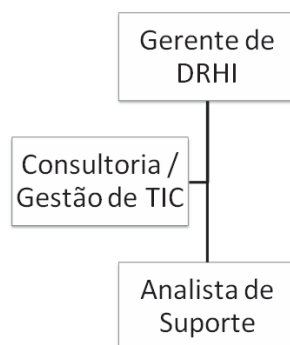 Gerente de
DRHI
Consultoria /
Gestão de TIC
Analista de
Suporte